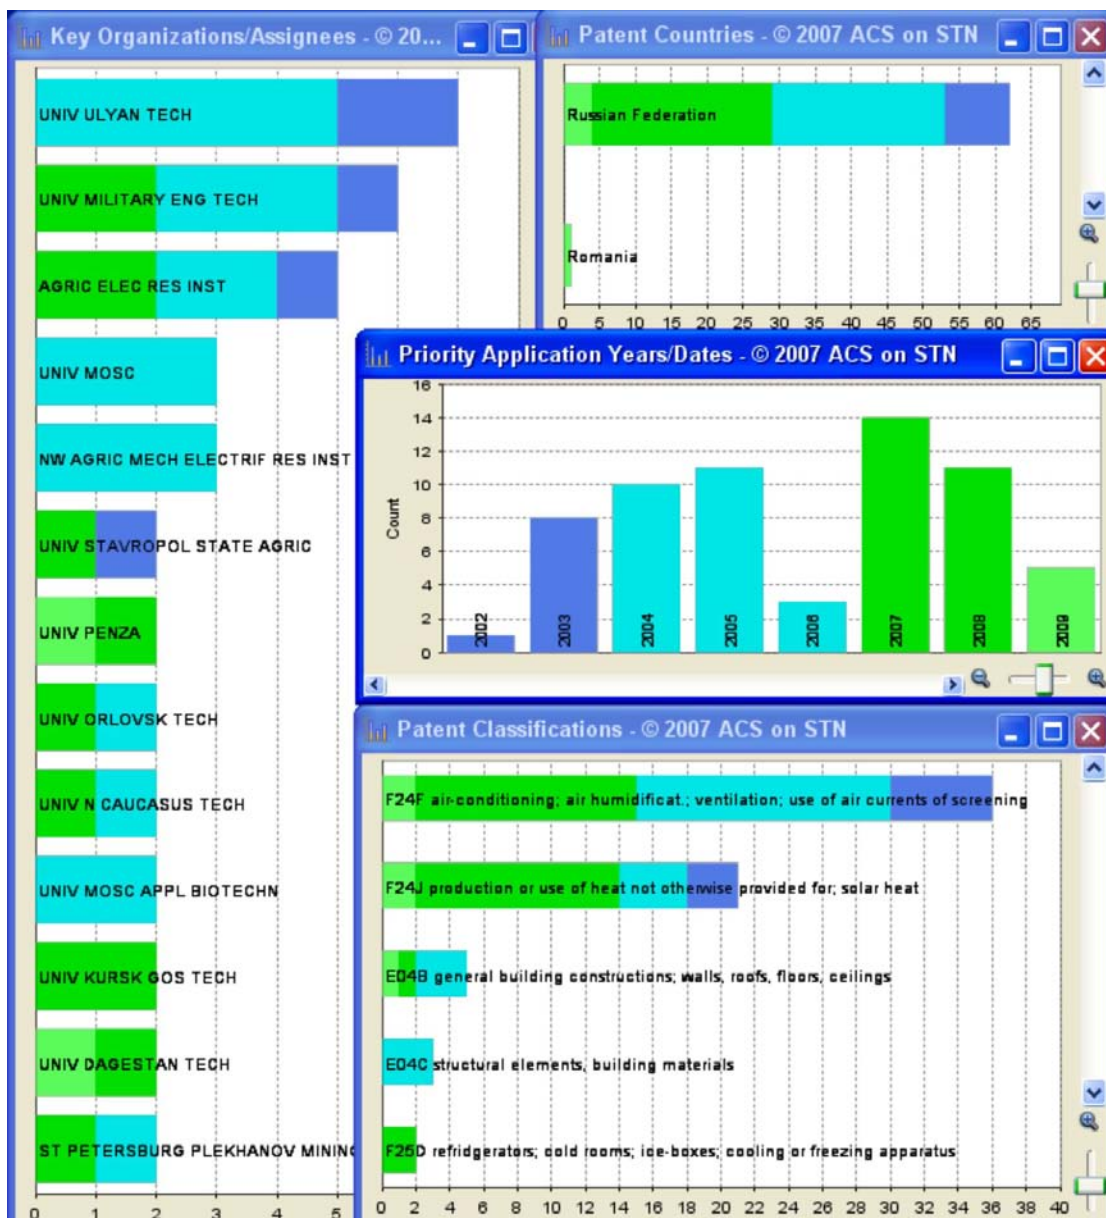 Key Organizations/Assignees - © 20...
UNIV ULYAN TECH
UNIV MILITARY ENG TECH
AGRIC ELEC RES INST
UNIV MOSC
NW AGRIC MECH ELECTRIF RES INST
UNIV STAVROPOL STATE AGRIC
UNIV PENZA
UNIV ORLOVSK TECH
UNIV N CAUCASUS TECH
UNIV MOSC APPL BIOTECHN
UNIV KURSK GOS TECH
UNIV DAGESTAN TECH
ST PETERSBURG PLEKHANOV MINING
0 1 2 3 4 5
Patent Countries - © 2007 ACS on STN
Russian Federation
Romania
0 5 10 15 20 25 30 35 40 45 50 55 60 65
Priority Application Years/Dates - © 2007 ACS on STN
16
14
12
10
8
6
4
2
0
Count
2002 2003 2004 2005 2006 2007 2008 2009
Patent Classifications - © 2007 ACS on STN
F24F air-conditioning; air humidificat.; ventilation; use of air currents of screening
F24J production or use of heat not otherwise provided for; solar heat
E04B general building constructions; walls, roofs, floors, ceilings
E04C structural elements, building materials
F25D refridgerators; cold rooms; ice-boxes; cooling or freezing apparatus
0 2 4 6 8 10 12 14 16 18 20 22 24 26 28 30 32 34 36 38 40